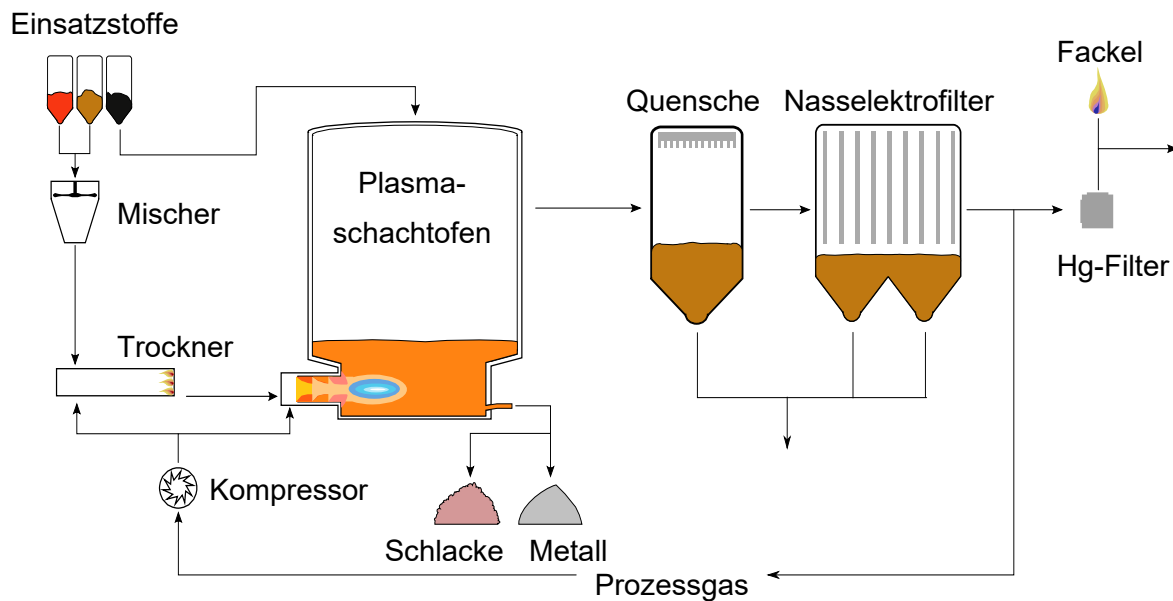 Einsatzstoffe
Fackel
Quensche
Nasselektrofilter
Plasma-
schachtofen
Mischer
Hg-Filter
Trockner
Kompressor
Schlacke
Metall
Prozessgas